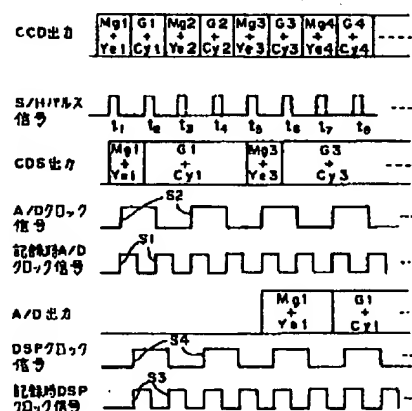 CCD出力
Mg1 + Ye1
G1 + Cy1
Mg2 + Ye2
G2 + Cy2
Mg3 + Ye3
G3 + Cy3
Mg4 + Ye4
G4 + Cy4
S/Hパルス信号
t1 t2 t3 t4 t5 t6 t7 t8
CDS出力
Mg1 + Ye1
G1 + Cy1
Mg3 + Ye3
G3 + Cy3
A/Dクロック信号
S2
記録時A/Dクロック信号
S1
A/D出力
Mg1 + Ye1
G1 + Cy1
DSPクロック信号
S4
記録時DSPクロック信号
S3